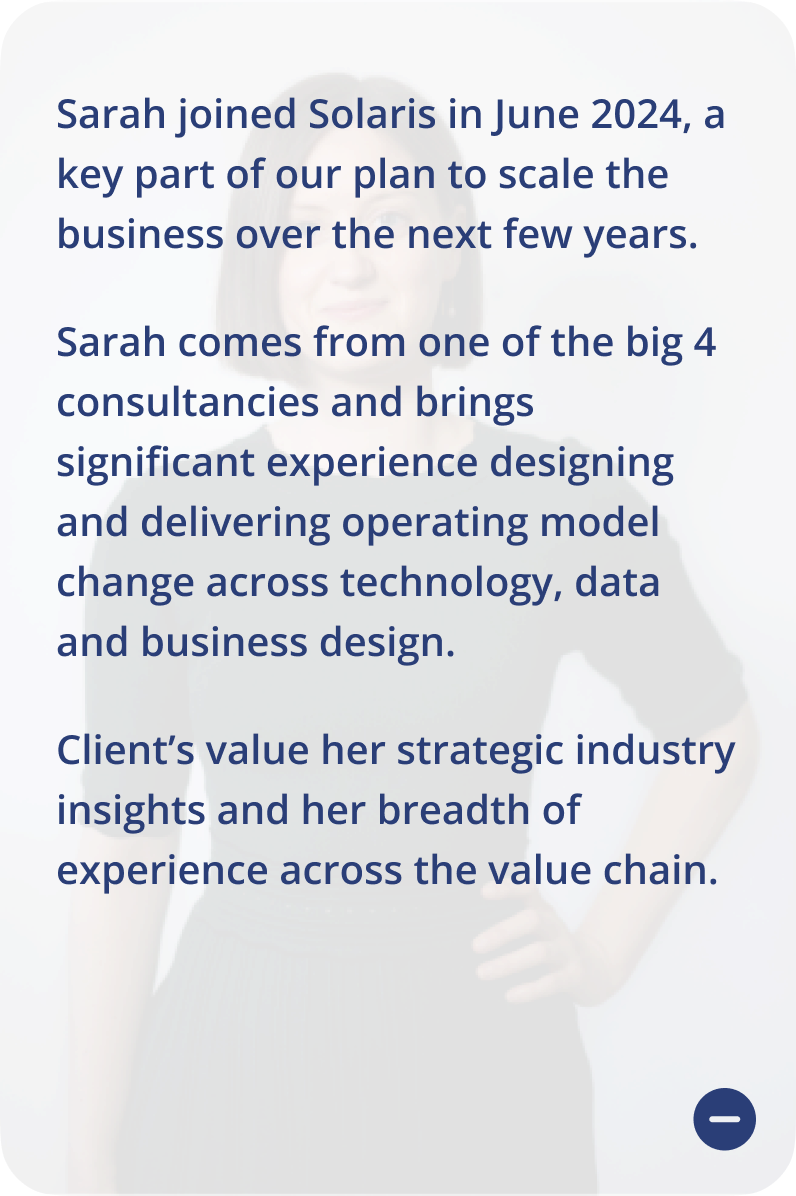 Sarah joined Solaris in June 2024, a
key part of our plan to scale the
business over the next few years.
Sarah comes from one of the big 4
consultancies and brings
significant experience designing
and delivering operating model
change across technology, data
and business design.
Client’s value her strategic industry
insights and her breadth of
experience across the value chain.